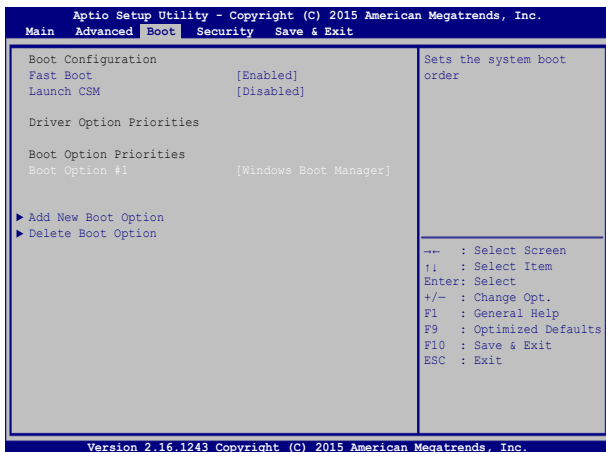 Aptio Setup Utility - Copyright (C) 2015 American Megatrends, Inc.
Main Advanced Boot Security Save & Exit
Boot Configuration
Fast Boot [Enabled]
Launch CSM [Disabled]
Driver Option Priorities
Boot Option Priorities
Boot Option #1 [Windows Boot Manager]
▶ Add New Boot Option
▶ Delete Boot Option
Sets the system boot
order
→← : Select Screen
↑↓ : Select Item
Enter: Select
+/— : Change Opt.
F1 : General Help
F9 : Optimized Defaults
F10 : Save & Exit
ESC : Exit
Version 2.16.1243 Copyright (C) 2015 American Megatrends, Inc.